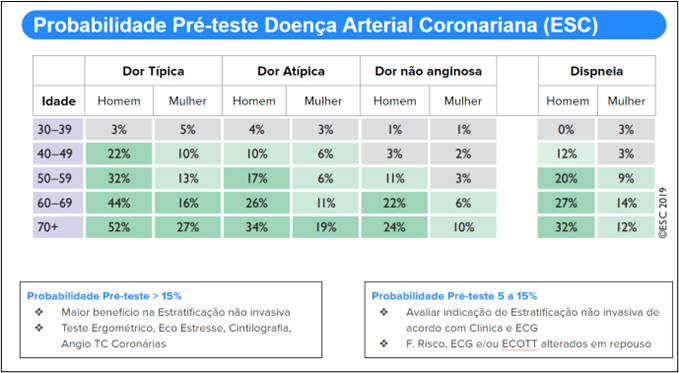 Probabilidade Pré-teste Doença Arterial Coronariana (ESC)
Dor Típica Dor Atípica Dor não anginosa Dispneia
Idade Homem Mulher Homem Mulher Homem Mulher Homem Mulher
30–39 3% 5% 4% 3% 1% 1% 0% 3%
40–49 22% 10% 10% 6% 3% 2% 12% 3%
50–59 32% 13% 17% 6% 11% 3% 20% 9%
60–69 44% 16% 26% 11% 22% 6% 27% 14%
70+ 52% 27% 34% 19% 24% 10% 32% 12%
©ESC 2019
Probabilidade Pré-teste > 15%
❖ Maior benefício na Estratificação não invasiva
❖ Teste Ergométrico, Eco Estresse, Cintilografia,
Angio TC Coronárias
Probabilidade Pré-teste 5 a 15%
❖ Avaliar indicação de Estratificação não invasiva de
acordo com Clínica e ECG
❖ F. Risco, ECG e/ou ECOTT alterados em repouso